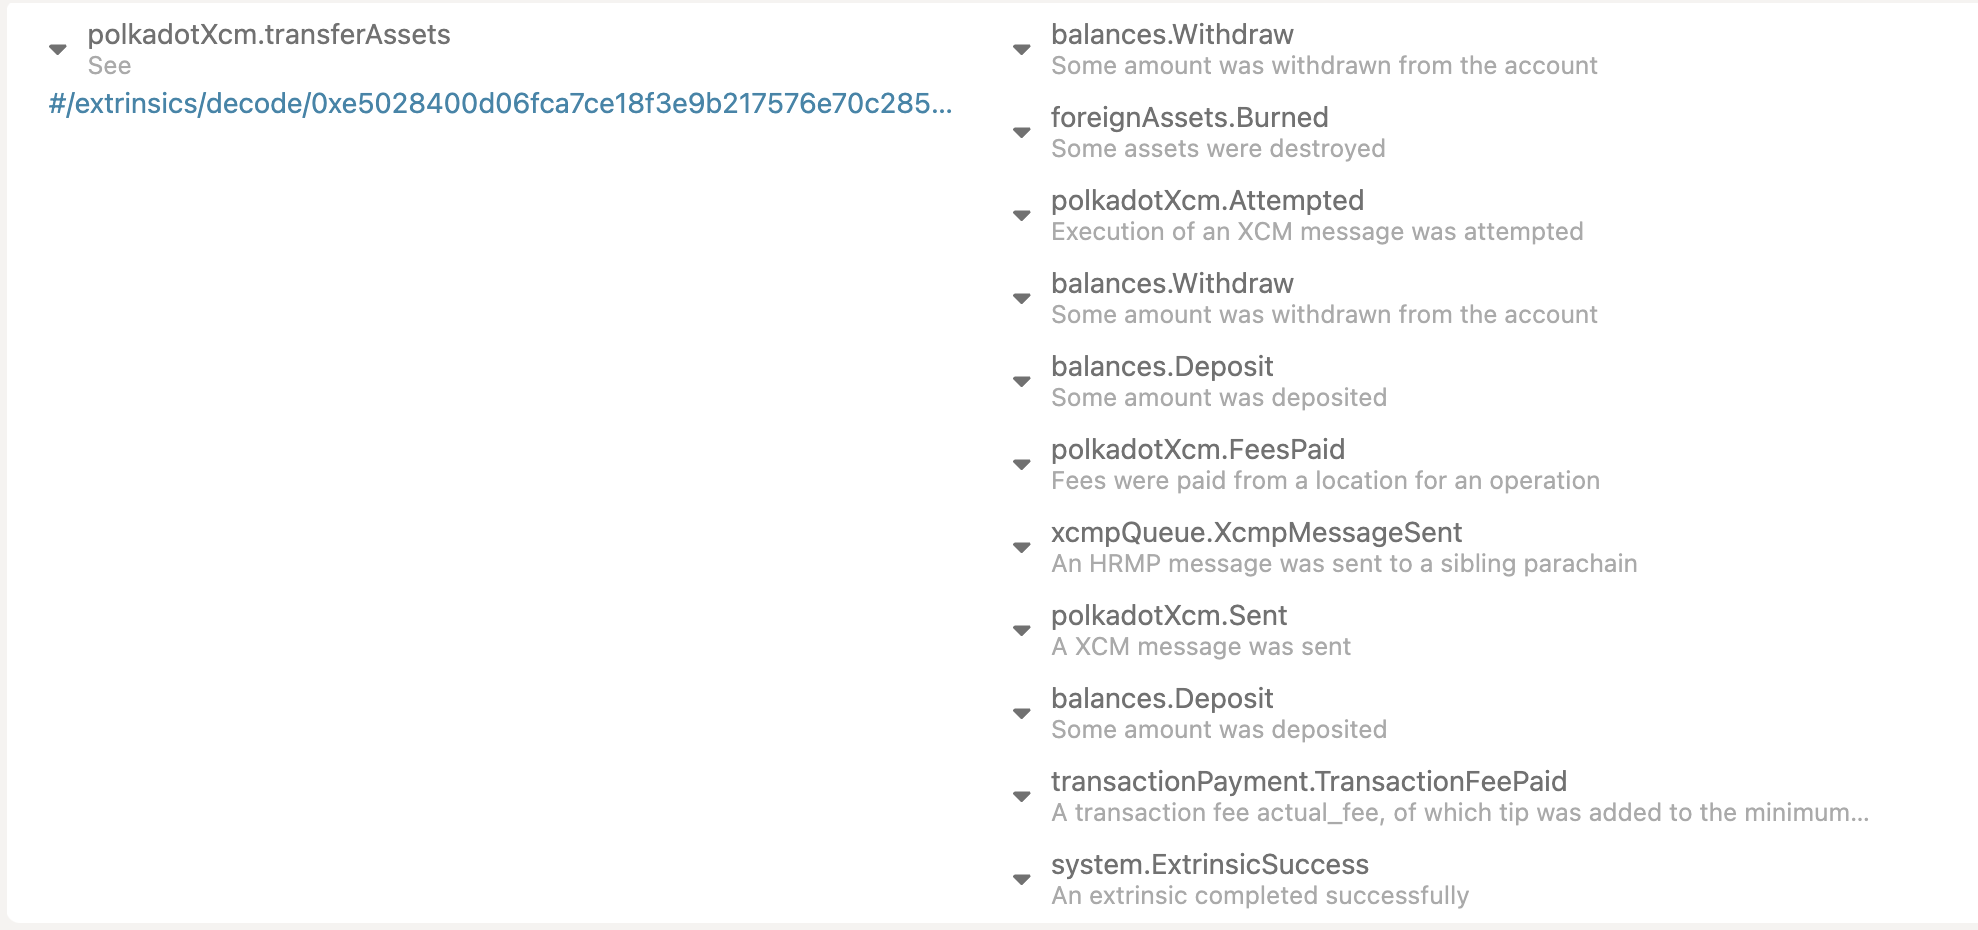 polkadotXcm.transferAssets
See
#/extrinsics/decode/0xe5028400d06fca7ce18f3e9b217576e70c285...
balances.Withdraw
Some amount was withdrawn from the account
foreignAssets.Burned
Some assets were destroyed
polkadotXcm.Attempted
Execution of an XCM message was attempted
balances.Withdraw
Some amount was withdrawn from the account
balances.Deposit
Some amount was deposited
polkadotXcm.FeesPaid
Fees were paid from a location for an operation
xcmpQueue.XcmpMessageSent
An HRMP message was sent to a sibling parachain
polkadotXcm.Sent
A XCM message was sent
balances.Deposit
Some amount was deposited
transactionPayment.TransactionFeePaid
A transaction fee actual_fee, of which tip was added to the minimum...
system.ExtrinsicSuccess
An extrinsic completed successfully